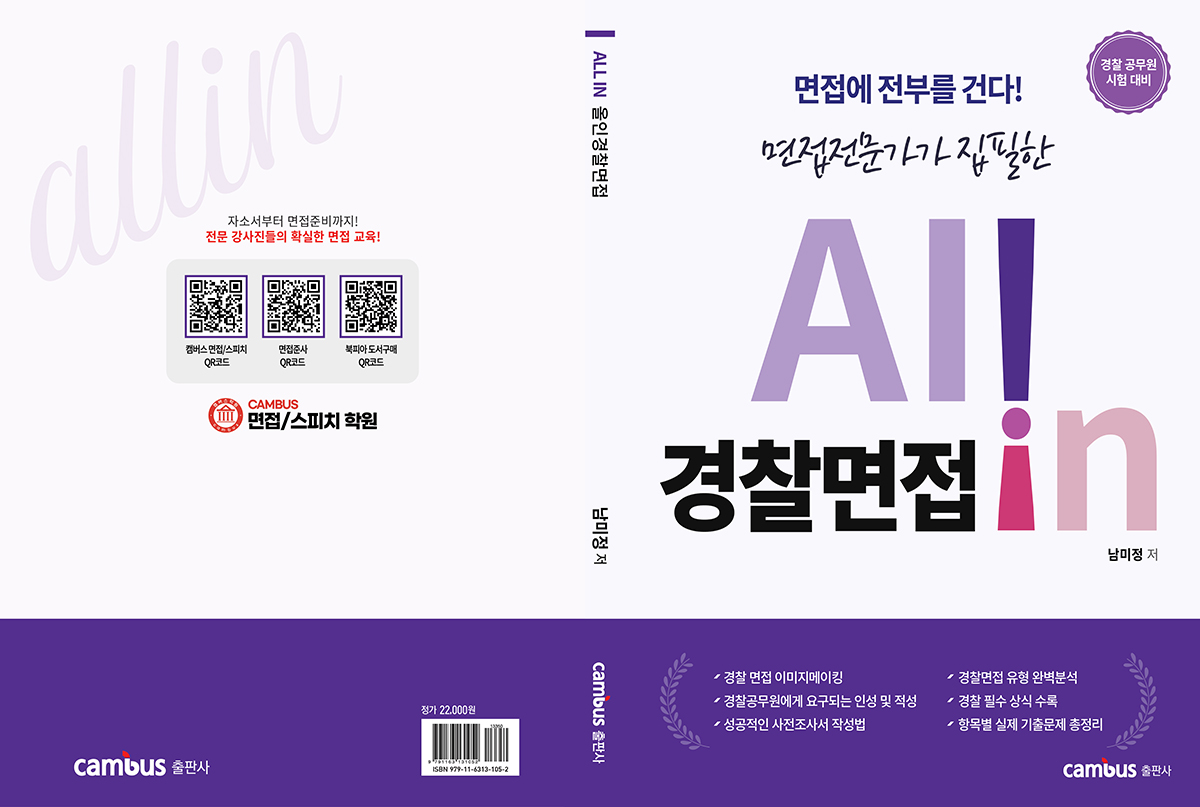 allin
자소서부터 면접준비까지!
전문 강사진들의 확실한 면접 교육!
캠버스 면접/스피치
QR코드
면접준사
QR코드
북피아 도서구매
QR코드
CAMBUS
면접/스피치 학원
정가 22,000원
13360
9 791163 131052
ISBN 979-11-6313-105-2
cambus 출판사
ALL IN 올인경찰면접
남미정 저
cambus 출판사
경찰 공무원
시험 대비
면접에 전부를 건다!
면접전문가가 집필한
All
in
경찰면접
남미정 저
경찰 면접 이미지메이킹
경찰공무원에게 요구되는 인성 및 적성
성공적인 사전조사서 작성법
경찰면접 유형 완벽분석
경찰 필수 상식 수록
항목별 실제 기출문제 총정리
cambus 출판사